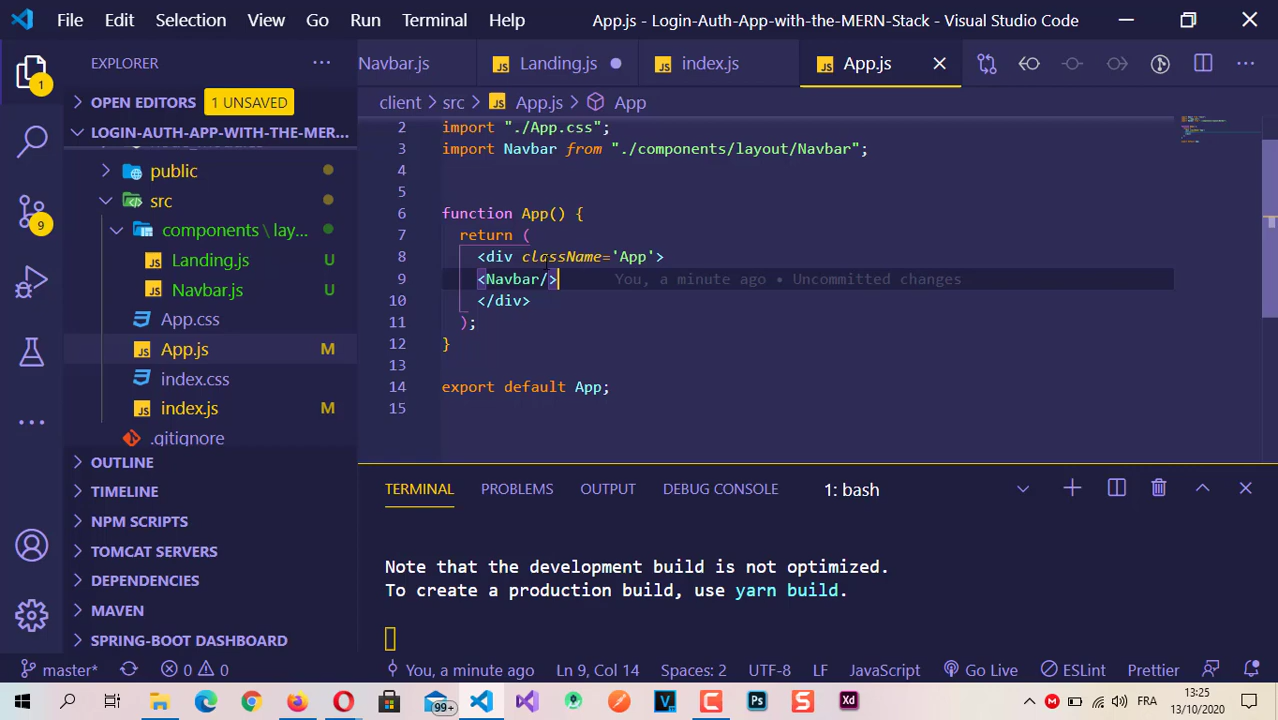 File Edit Selection View Go Run Terminal Help App.js - Login-Auth-App-with-the-MERN-Stack - Visual Studio Code
EXPLORER
1
OPEN EDITORS 1 UNSAVED
LOGIN-AUTH-APP-WITH-THE-MER...
public
src
9
components \ lay...
Landing.js
Navbar.js
App.css
App.js M
index.css
index.js M
.gitignore
OUTLINE
TIMELINE
NPM SCRIPTS
TOMCAT SERVERS
DEPENDENCIES
MAVEN
SPRING-BOOT DASHBOARD
Navbar.js Landing.js index.js App.js
client > src > App.js > App
2 import "./App.css";
3 import Navbar from "./components/layout/Navbar";
4
5
6 function App() {
7 return (
8 <div className='App'>
9 <Navbar/> You, a minute ago • Uncommitted changes
10 </div>
11 );
12 }
13
14 export default App;
15
TERMINAL PROBLEMS OUTPUT DEBUG CONSOLE 1: bash
Note that the development build is not optimized.
To create a production build, use yarn build.
master* 0 0 You, a minute ago Ln 9, Col 14 Spaces: 2 UTF-8 LF JavaScript Go Live ESLint Prettier
99+ Ps S Xd M FRA 13:25
13/10/2020